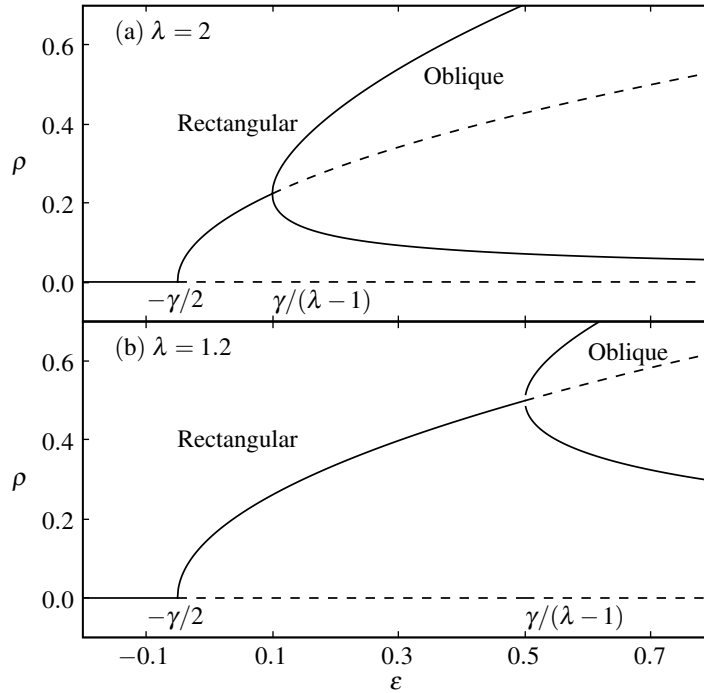 (a) λ = 2
0.6
Oblique
0.4
Rectangular
ρ
0.2
0.0
−γ/2 γ/(λ − 1)
(b) λ = 1.2
0.6
Oblique
0.4
Rectangular
ρ
0.2
0.0
−γ/2 γ/(λ − 1)
−0.1 0.1 0.3 0.5 0.7
ε